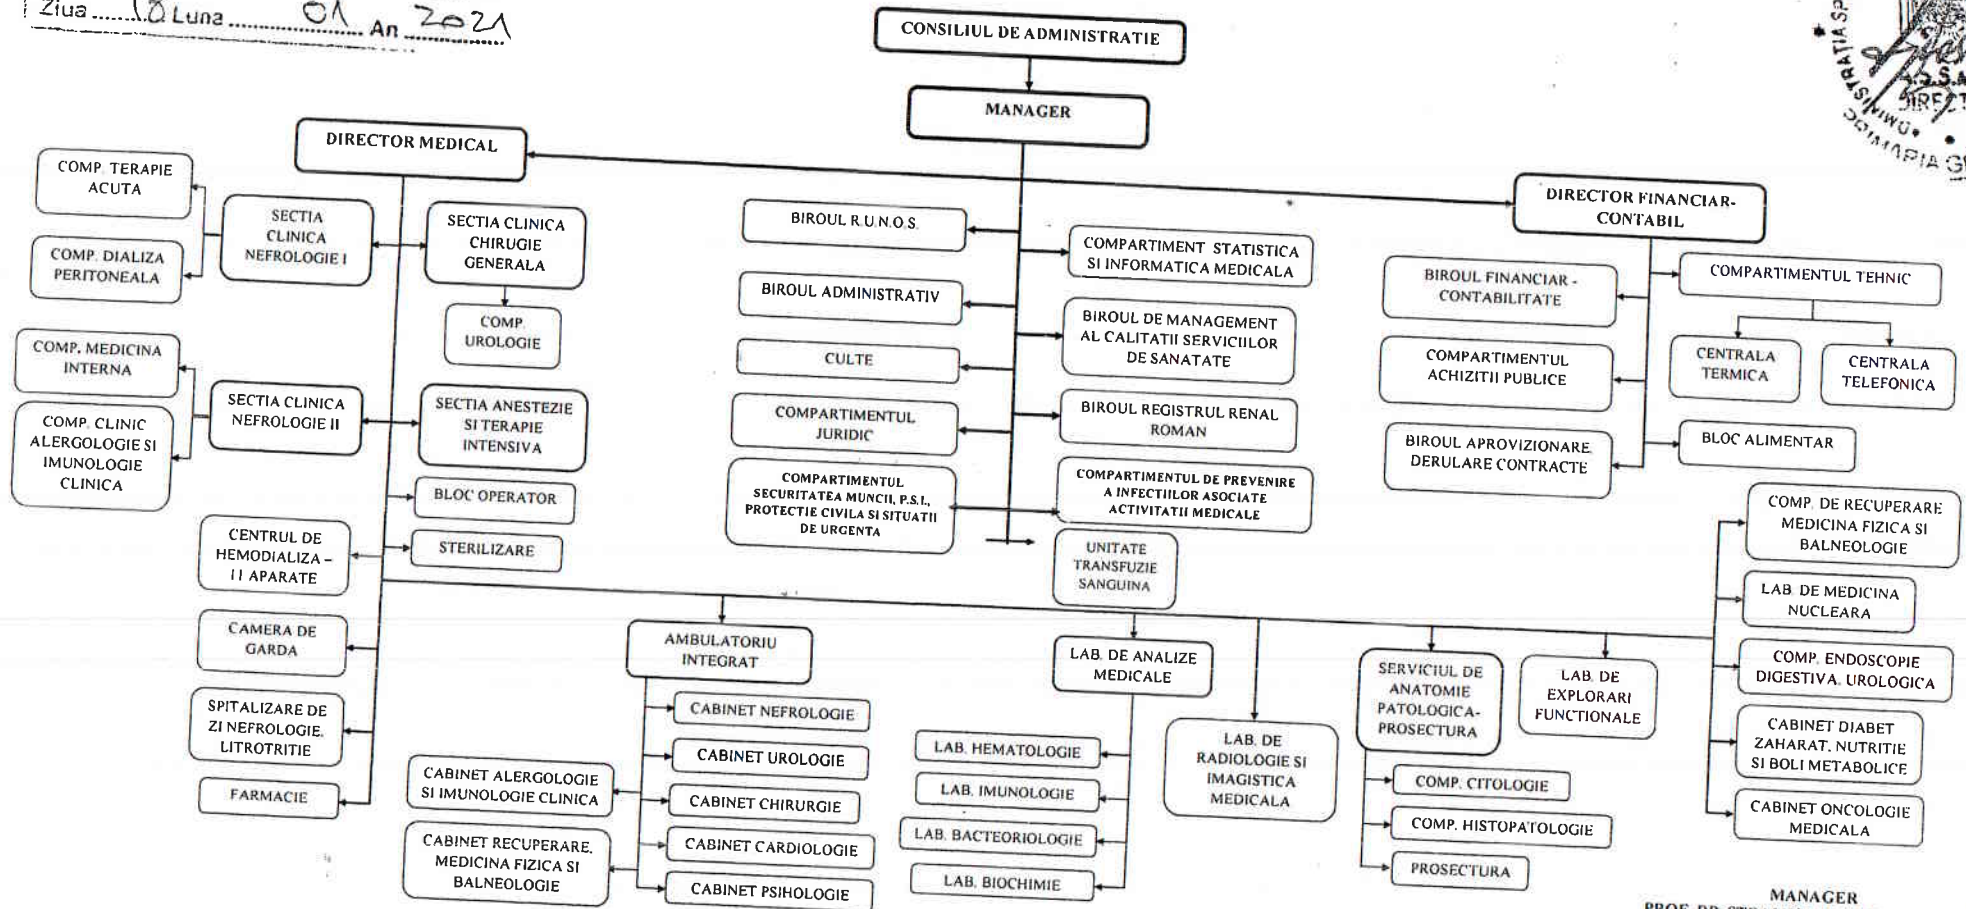 Ziua Luna 01 An 2021
CONSILIUL DE ADMINISTRATIE
MANAGER
DIRECTOR MEDICAL
DIRECTOR FINANCIAR-
CONTABIL
COMP. TERAPIE
ACUTA
COMP. DIALIZA
PERITONEALA
SECTIA
CLINICA
NEFROLOGIE I
SECTIA CLINICA
CHIRUGIE
GENERALA
COMP.
UROLOGIE
COMP. MEDICINA
INTERNA
COMP. CLINIC
ALERGOLOGIE SI
IMUNOLOGIE
CLINICA
SECTIA CLINICA
NEFROLOGIE II
SECTIA ANESTEZIE
SI TERAPIE
INTENSIVA
BLOC OPERATOR
STERILIZARE
CENTRUL DE
HEMODIALIZA –
11 APARATE
CAMERA DE
GARDA
SPITALIZARE DE
ZI NEFROLOGIE,
LITROTRITIE
FARMACIE
BIROUL R.U.N.O.S.
BIROUL ADMINISTRATIV
CULTE
COMPARTIMENTUL
JURIDIC
COMPARTIMENTUL
SECURITATEA MUNCII, P.S.I.,
PROTECTIE CIVILA SI SITUATII
DE URGENTA
COMPARTIMENT STATISTICA
SI INFORMATICA MEDICALA
BIROUL DE MANAGEMENT
AL CALITATII SERVICIILOR
DE SANATATE
BIROUL REGISTRUL RENAL
ROMAN
COMPARTIMENTUL DE PREVENIRE
A INFECTIILOR ASOCIATE
ACTIVITATII MEDICALE
UNITATE
TRANSFUZIE
SANGUINA
BIROUL FINANCIAR -
CONTABILITATE
COMPARTIMENTUL
ACHIZITII PUBLICE
BIROUL APROVIZIONARE,
DERULARE CONTRACTE
COMPARTIMENTUL TEHNIC
CENTRALA
TERMICA
CENTRALA
TELEFONICA
BLOC ALIMENTAR
AMBULATORIU
INTEGRAT
CABINET NEFROLOGIE
CABINET UROLOGIE
CABINET CHIRURGIE
CABINET CARDIOLOGIE
CABINET PSIHOLOGIE
CABINET ALERGOLOGIE
SI IMUNOLOGIE CLINICA
CABINET RECUPERARE,
MEDICINA FIZICA SI
BALNEOLOGIE
LAB. DE ANALIZE
MEDICALE
LAB. HEMATOLOGIE
LAB. IMUNOLOGIE
LAB. BACTEORIOLOGIE
LAB. BIOCHIMIE
LAB. DE
RADIOLOGIE SI
IMAGISTICA
MEDICALA
SERVICIUL DE
ANATOMIE
PATOLOGICA-
PROSECTURA
COMP. CITOLOGIE
COMP. HISTOPATOLOGIE
PROSECTURA
LAB. DE
EXPLORARI
FUNCTIONALE
COMP. DE RECUPERARE
MEDICINA FIZICA SI
BALNEOLOGIE
LAB. DE MEDICINA
NUCLEARA
COMP. ENDOSCOPIE
DIGESTIVA, UROLOGICA
CABINET DIABET
ZAHARAT, NUTRITIE
SI BOLI METABOLICE
CABINET ONCOLOGIE
MEDICALA
MANAGER